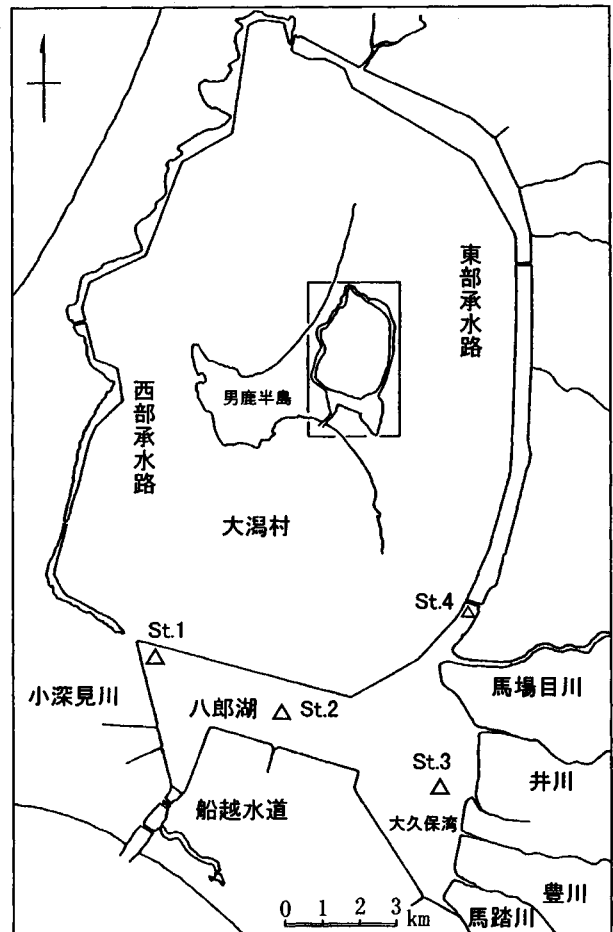 東部承水路
男鹿半島
西部承水路
大潟村
St.4
St.1
馬場目川
小深見川
八郎湖
St.2
St.3
井川
船越水道
大久保湾
豊川
0 1 2 3 km
馬踏川